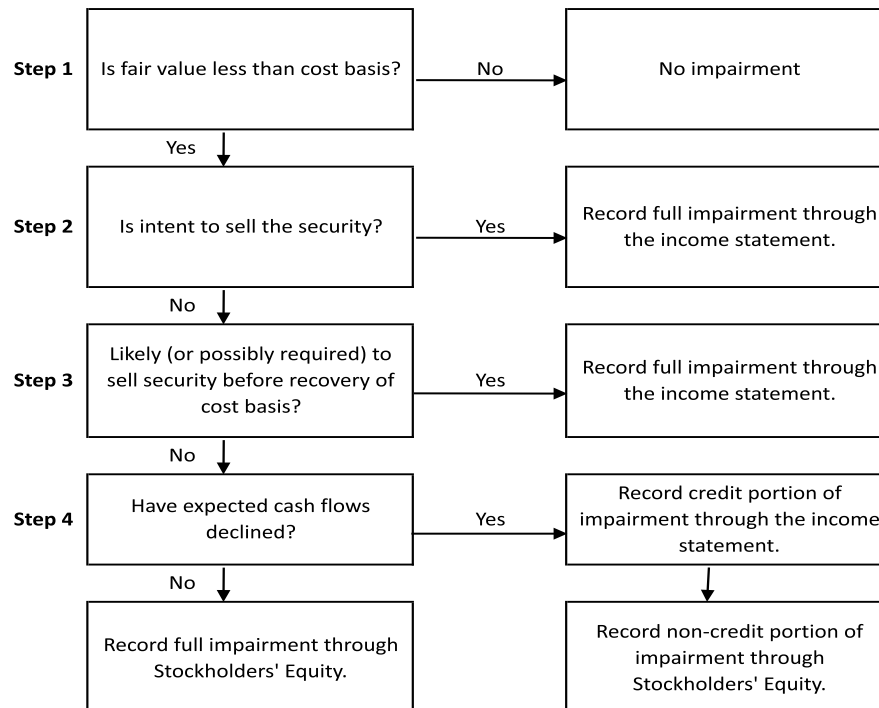 Step 1
Is fair value less than cost basis?
No
No impairment
Yes
Step 2
Is intent to sell the security?
Yes
Record full impairment through
the income statement.
No
Step 3
Likely (or possibly required) to
sell security before recovery of
cost basis?
Yes
Record full impairment through
the income statement.
No
Step 4
Have expected cash flows
declined?
Yes
Record credit portion of
impairment through the income
statement.
No
Record full impairment through
Stockholders' Equity.
Record non-credit portion of
impairment through
Stockholders' Equity.